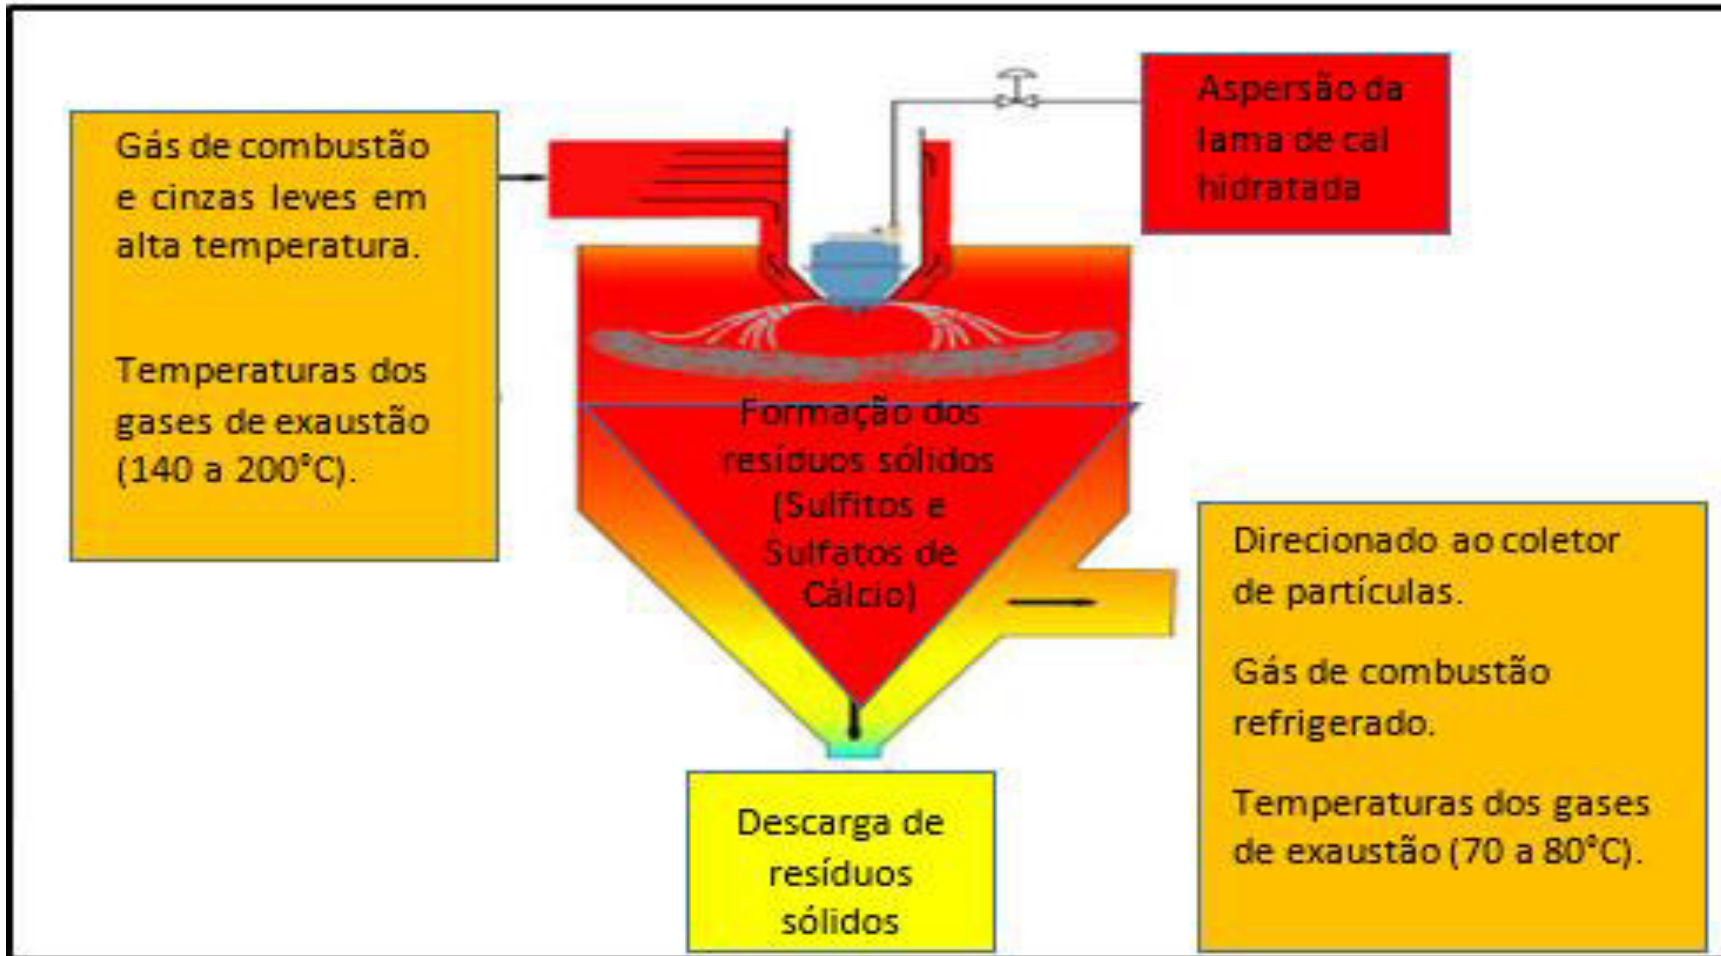 Gás de combustão
e cinzas leves em
alta temperatura.
Temperaturas dos
gases de exaustão
(140 a 200°C).
Aspersão da
lama de cal
hidratada
Formação dos
resíduos sólidos
(Sulfitos e
Sulfatos de
Cálcio)
Direcionado ao coletor
de partículas.
Gás de combustão
refrigerado.
Temperaturas dos gases
de exaustão (70 a 80°C).
Descarga de
resíduos
sólidos